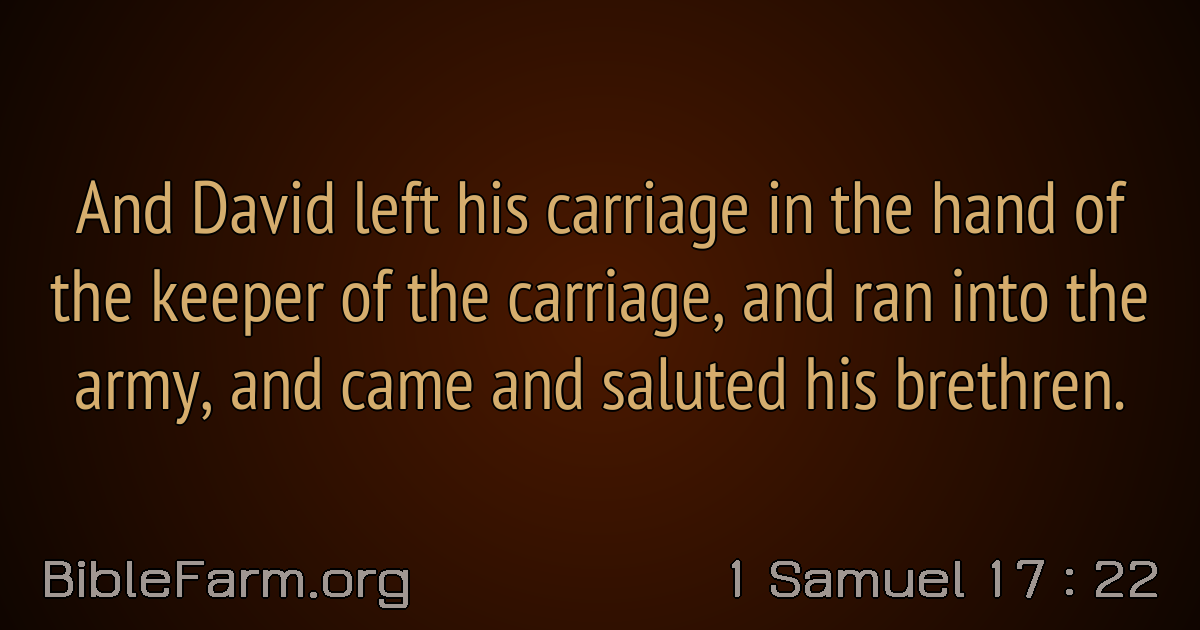 And David left his carriage in the hand of
the keeper of the carriage, and ran into the
army, and came and saluted his brethren.
BibleFarm.org
1 Samuel 17 : 22